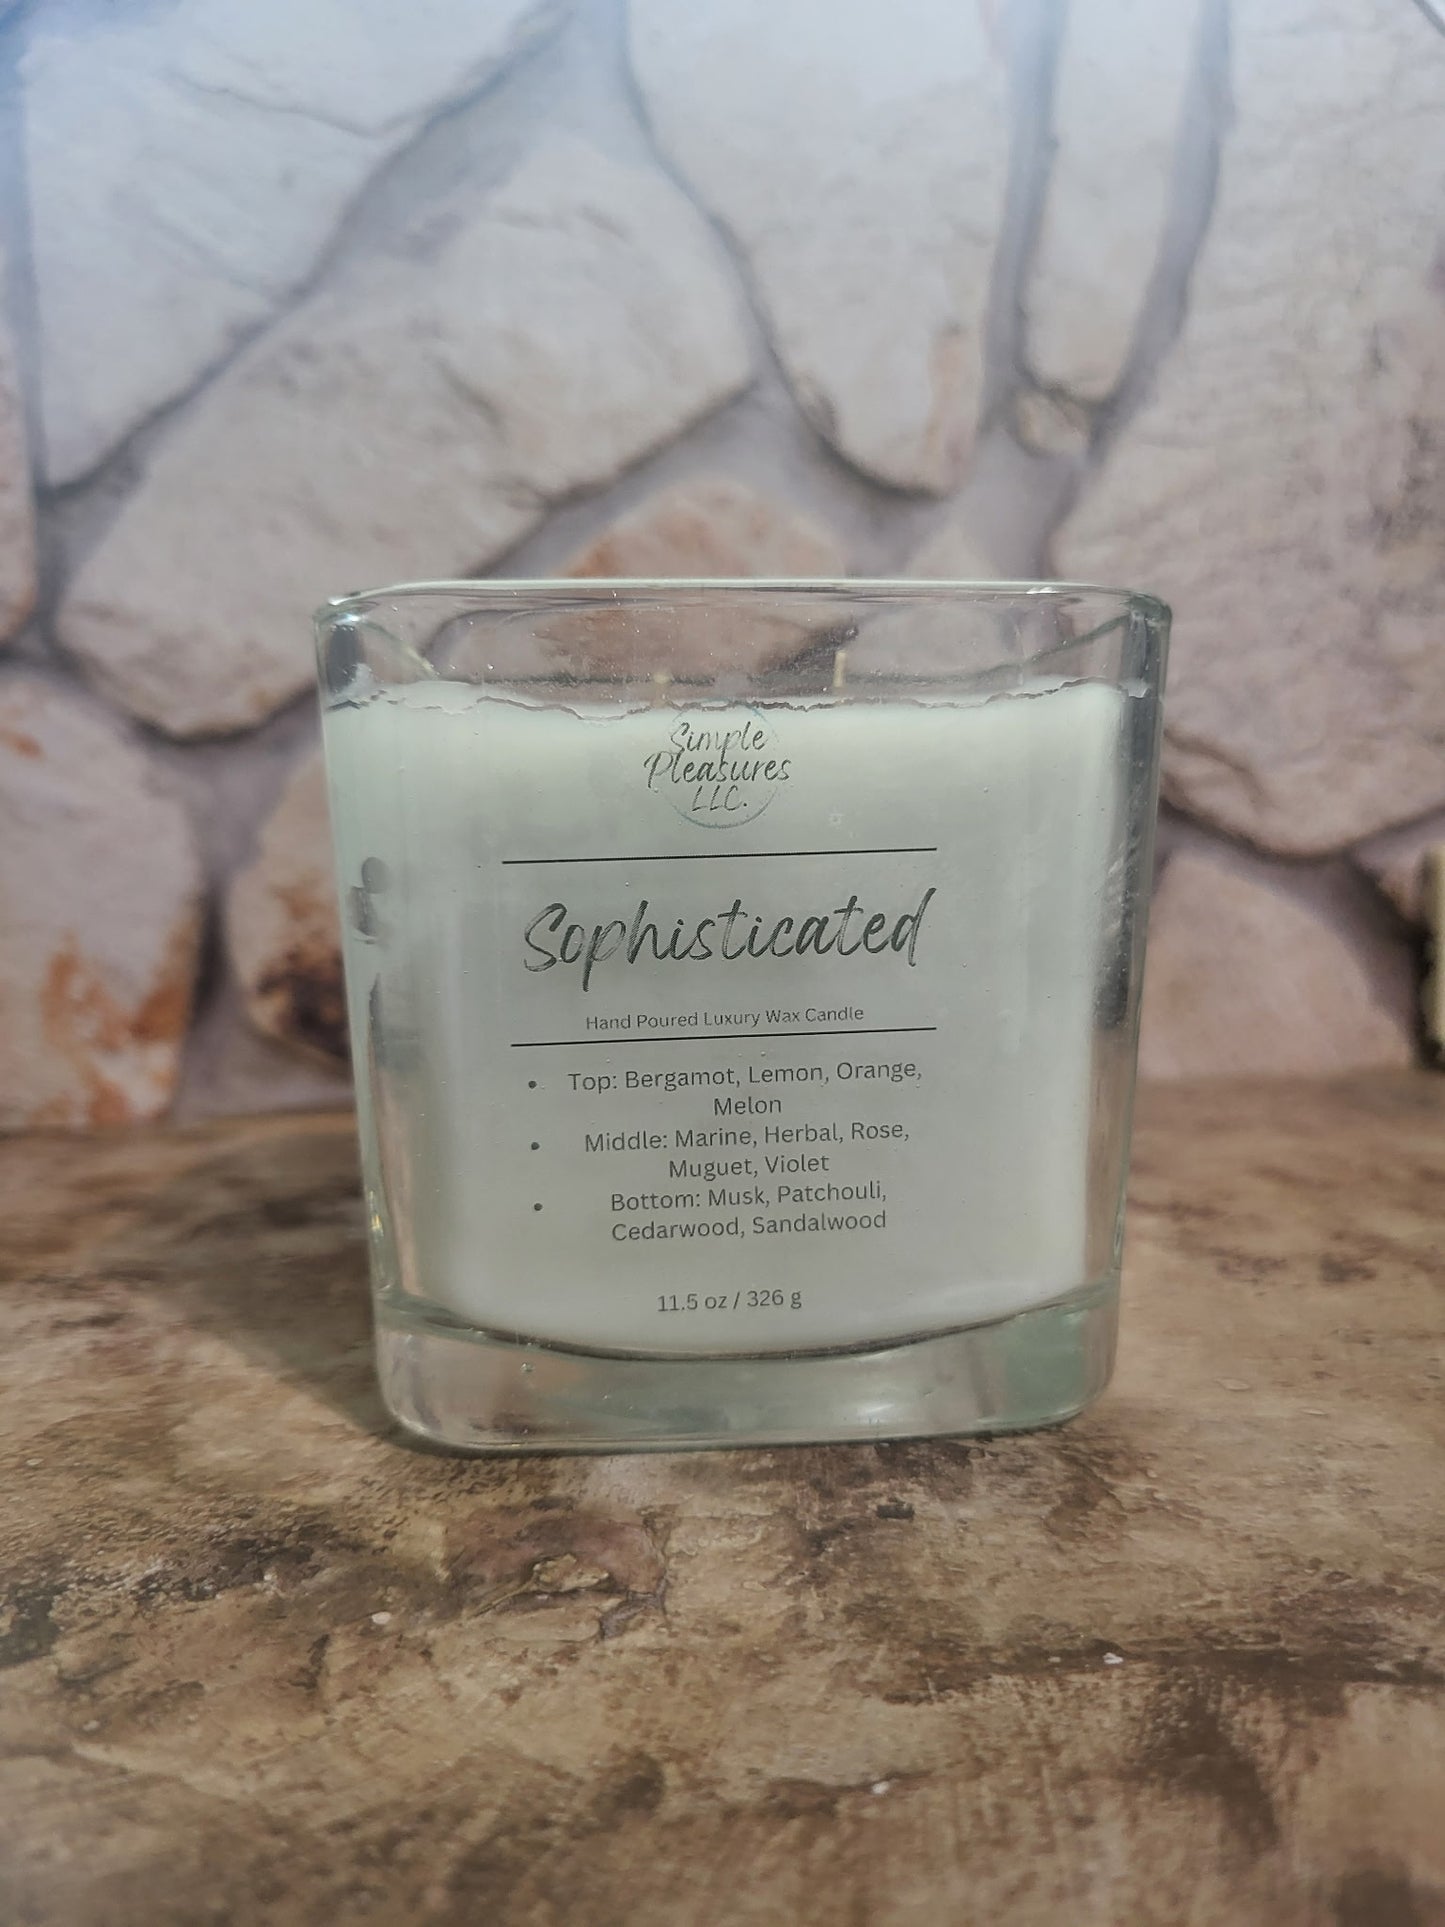 Simple
Pleasures
LLC.
Sophisticated
Hand Poured Luxury Wax Candle
• Top: Bergamot, Lemon, Orange,
Melon
• Middle: Marine, Herbal, Rose,
Muguet, Violet
• Bottom: Musk, Patchouli,
Cedarwood, Sandalwood
11.5 oz / 326 g